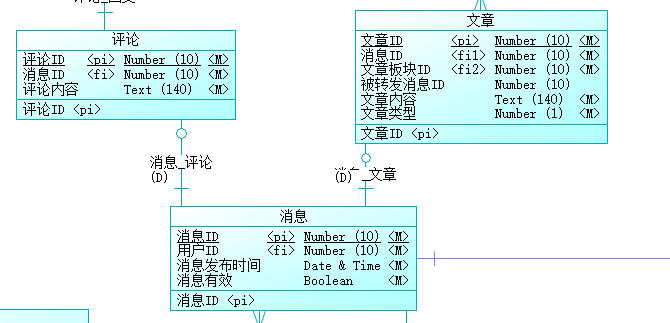 评论
评论ID <pi> Number (10) <M>
消息ID <fi> Number (10) <M>
评论内容 Text (140) <M>
评论ID <pi>
文章
文章ID <pi> Number (10) <M>
消息ID <fi1> Number (10) <M>
文章板块ID <fi2> Number (10) <M>
被转发消息ID Number (10)
文章内容 Text (140) <M>
文章类型 Number (1) <M>
文章ID <pi>
消息_评论
(D)
文章
(D)
消息
消息ID <pi> Number (10) <M>
用户ID <fi> Number (10) <M>
消息发布时间 Date & Time <M>
消息有效 Boolean <M>
消息ID <pi>